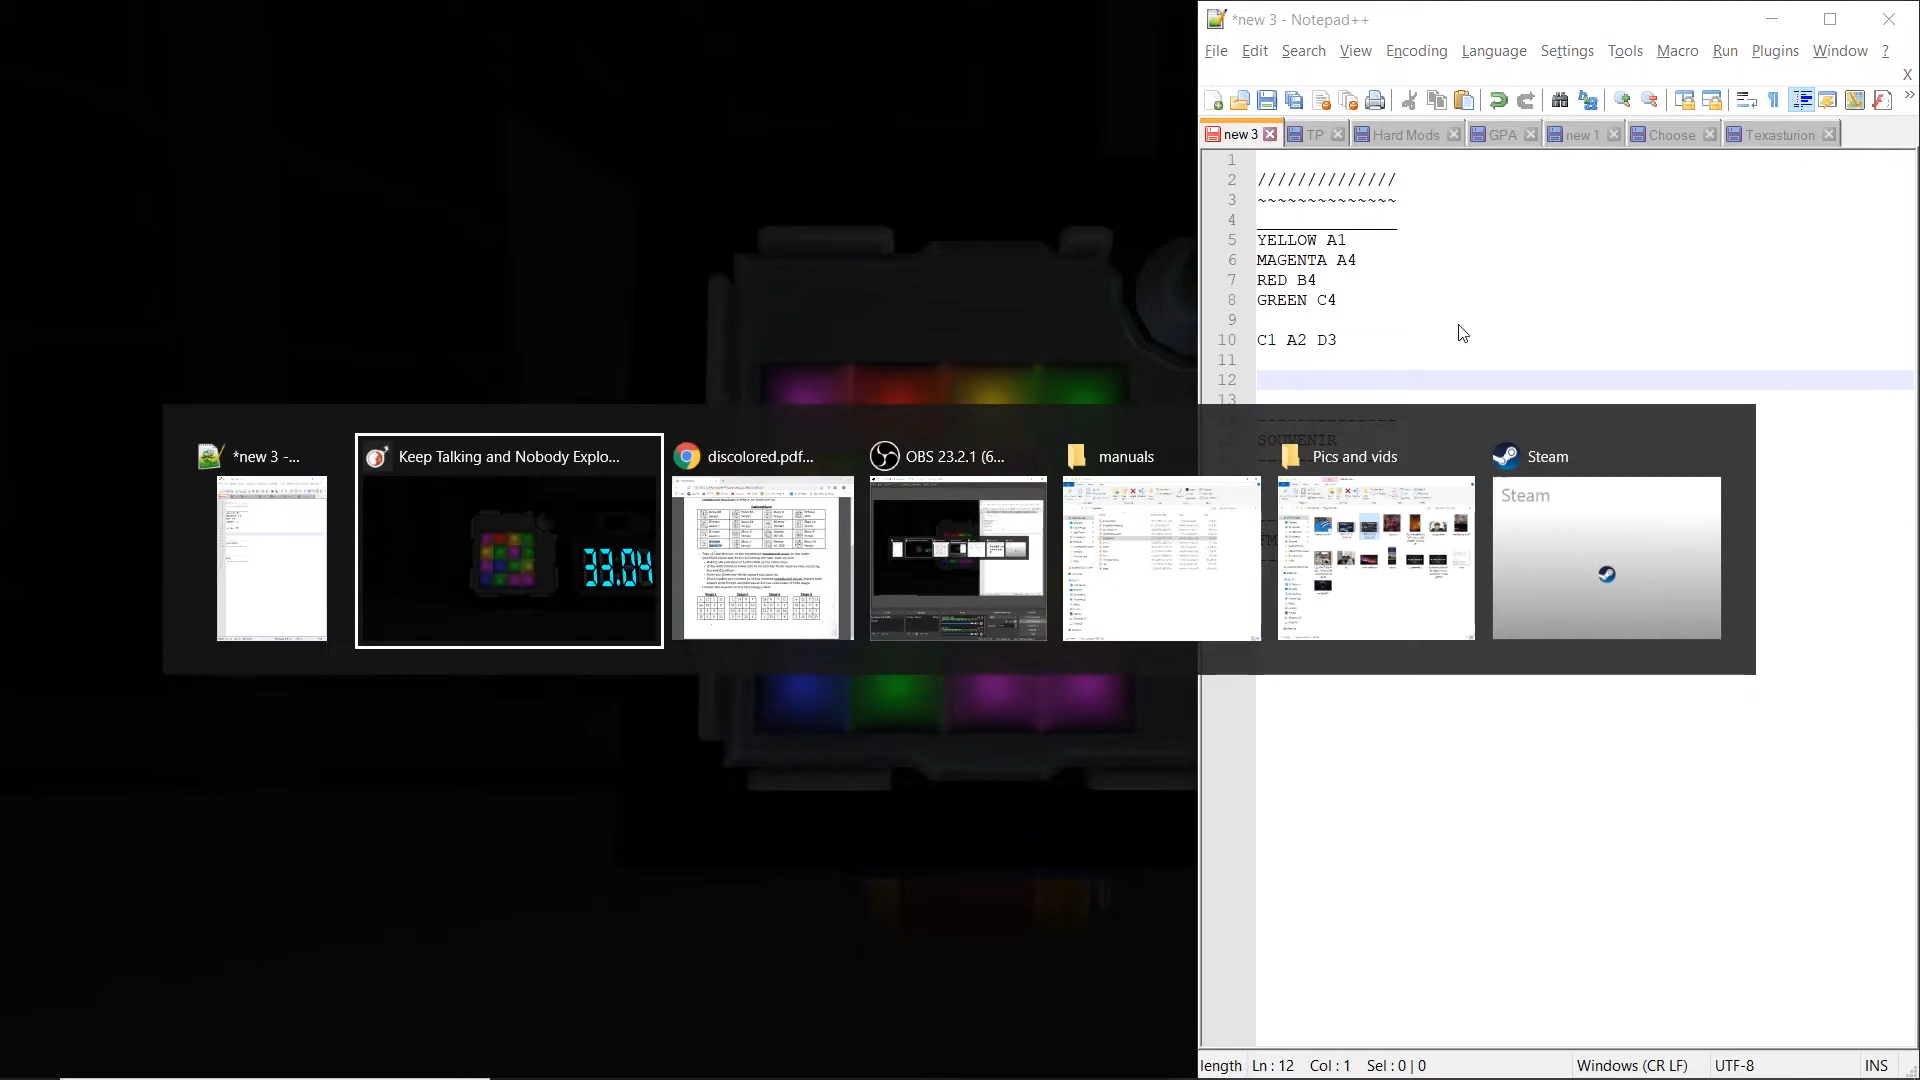 *new 3 - Notepad++
File Edit Search View Encoding Language Settings Tools Macro Run Plugins Window ?
X
new 3 TP Hard Mods GPA new 1 Choose Texasturion
1
2 //////////////
3 ~~~~~~~~~~~~~~
4 ______________
5 YELLOW A1
6 MAGENTA A4
7 RED B4
8 GREEN C4
9
10 C1 A2 D3
11
12
13
SOUVENIR
*new 3 -...
Keep Talking and Nobody Explo...
discolored.pdf...
OBS 23.2.1 (6...
manuals
Pics and vids
Steam
Steam
33.04
length Ln : 12 Col : 1 Sel : 0 | 0 Windows (CR LF) UTF-8 INS